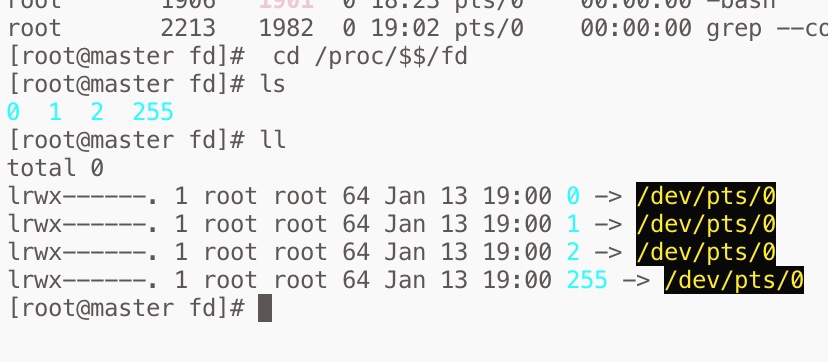 root 1906 1901 0 18:23 pts/0 00:00:00 -bash
root 2213 1982 0 19:02 pts/0 00:00:00 grep --co
[root@master fd]#  cd /proc/$$/fd
[root@master fd]# ls
0  1  2  255
[root@master fd]# ll
total 0
lrwx------. 1 root root 64 Jan 13 19:00 0 -> /dev/pts/0
lrwx------. 1 root root 64 Jan 13 19:00 1 -> /dev/pts/0
lrwx------. 1 root root 64 Jan 13 19:00 2 -> /dev/pts/0
lrwx------. 1 root root 64 Jan 13 19:00 255 -> /dev/pts/0
[root@master fd]#